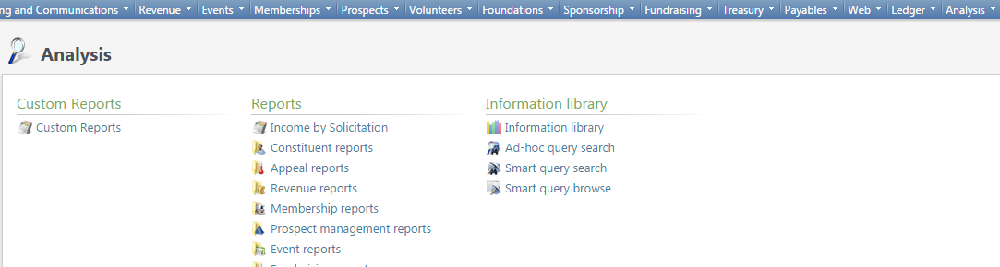 ng and Communications Revenue Events Memberships Prospects Volunteers Foundations Sponsorship Fundraising Treasury Payables Web Ledger Analysis
Analysis
Custom Reports
Custom Reports
Reports
Income by Solicitation
Constituent reports
Appeal reports
Revenue reports
Membership reports
Prospect management reports
Event reports
Information library
Information library
Ad-hoc query search
Smart query search
Smart query browse